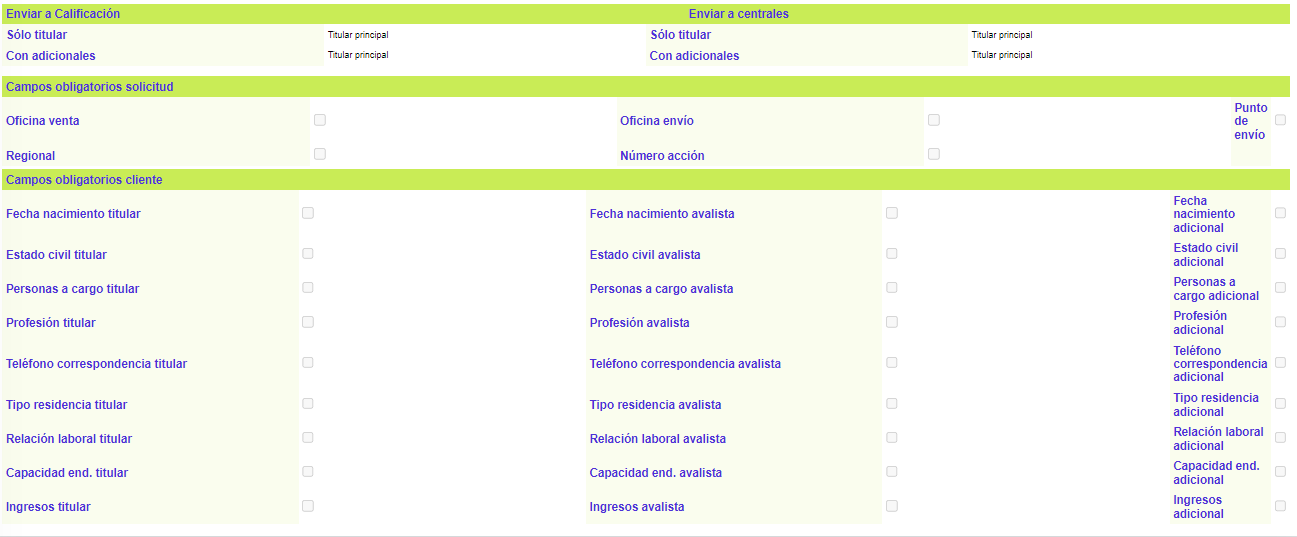 Enviar a Calificación Enviar a centrales
Sólo titular Titular principal Sólo titular Titular principal
Con adicionales Titular principal Con adicionales Titular principal
Campos obligatorios solicitud
Oficina venta Oficina envío Punto
de
envío
Regional Número acción
Campos obligatorios cliente
Fecha nacimiento titular Fecha nacimiento avalista Fecha
nacimiento
adicional
Estado civil titular Estado civil avalista Estado civil
adicional
Personas a cargo titular Personas a cargo avalista Personas a
cargo adicional
Profesión titular Profesión avalista Profesión
adicional
Teléfono correspondencia titular Teléfono correspondencia avalista Teléfono
correspondencia
adicional
Tipo residencia titular Tipo residencia avalista Tipo residencia
adicional
Relación laboral titular Relación laboral avalista Relación laboral
adicional
Capacidad end. titular Capacidad end. avalista Capacidad end.
adicional
Ingresos titular Ingresos avalista Ingresos
adicional